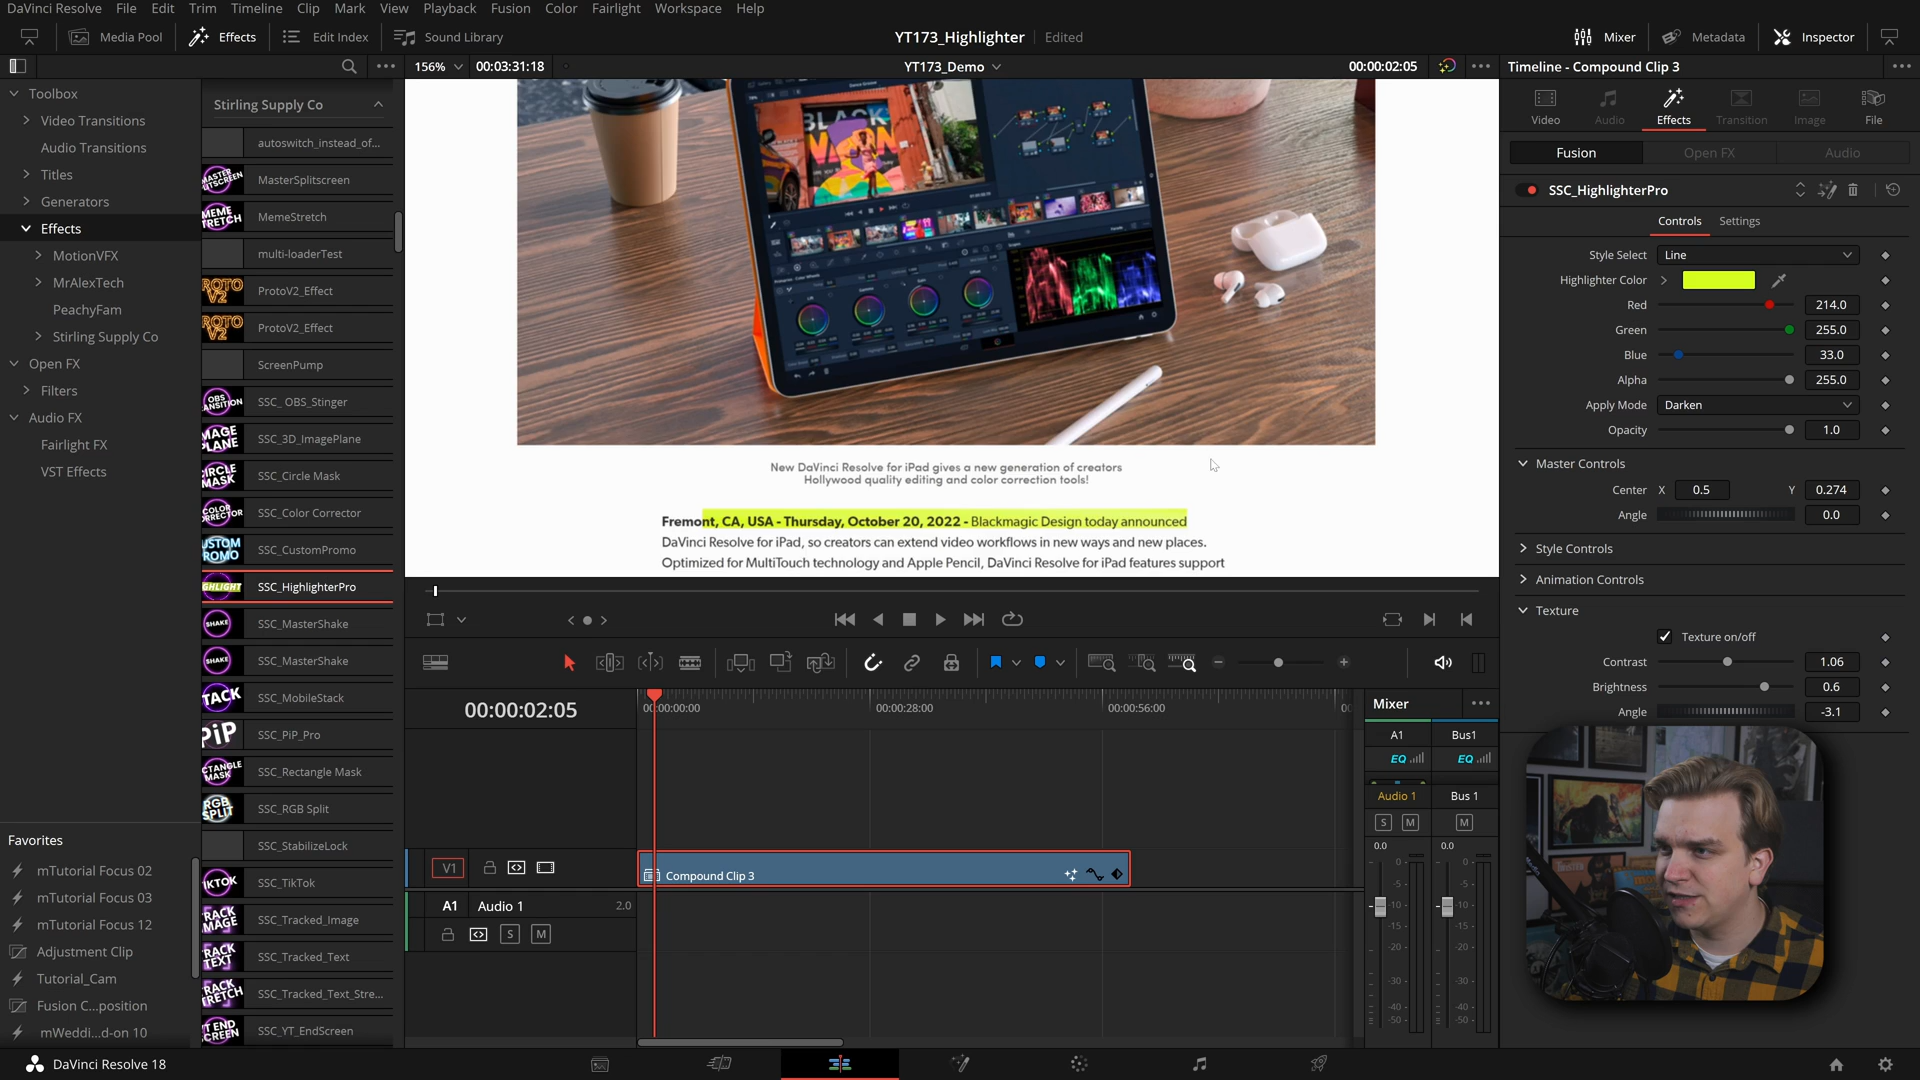 DaVinci Resolve File Edit Trim Timeline Clip Mark View Playback Fusion Color Fairlight Workspace Help
Media Pool Effects Edit Index Sound Library YT173_Highlighter Edited Mixer Metadata Inspector
156% 00:03:31:18 YT173_Demo 00:00:02:05 Timeline - Compound Clip 3
Toolbox
Video Transitions
Audio Transitions
Titles
Generators
Effects
MotionVFX
MrAlexTech
PeachyFam
Stirling Supply Co
Open FX
Filters
Audio FX
Fairlight FX
VST Effects
Favorites
mTutorial Focus 02
mTutorial Focus 03
mTutorial Focus 12
Adjustment Clip
Tutorial_Cam
Fusion C...position
mWeddi...d-on 10
Stirling Supply Co
autoswitch_instead_of...
MasterSplitscreen
MemeStretch
multi-loaderTest
ProtoV2_Effect
ProtoV2_Effect
ScreenPump
SSC_ OBS_Stinger
SSC_3D_ImagePlane
SSC_Circle Mask
SSC_Color Corrector
SSC_CustomPromo
SSC_HighlighterPro
SSC_MasterShake
SSC_MasterShake
SSC_MobileStack
SSC_PiP_Pro
SSC_Rectangle Mask
SSC_RGB Split
SSC_StabilizeLock
SSC_TikTok
SSC_Tracked_Image
SSC_Tracked_Text
SSC_Tracked_Text_Stre...
SSC_YT_EndScreen
BLACK
New DaVinci Resolve for iPad gives a new generation of creators
Hollywood quality editing and color correction tools!
Fremont, CA, USA - Thursday, October 20, 2022 - Blackmagic Design today announced
DaVinci Resolve for iPad, so creators can extend video workflows in new ways and new places.
Optimized for MultiTouch technology and Apple Pencil, DaVinci Resolve for iPad features support
00:00:02:05
00:00:00:00 00:00:28:00 00:00:56:00
V1
Compound Clip 3
A1 Audio 1 2.0
S M
Mixer
A1 Bus1
EQ EQ
Audio 1 Bus 1
S M M
0.0 0.0
Video Audio Effects Transition Image File
Fusion Open FX Audio
SSC_HighlighterPro
Controls Settings
Style Select Line
Highlighter Color
Red 214.0
Green 255.0
Blue 33.0
Alpha 255.0
Apply Mode Darken
Opacity 1.0
Master Controls
Center X 0.5 Y 0.274
Angle 0.0
Style Controls
Animation Controls
Texture
Texture on/off
Contrast 1.06
Brightness 0.6
Angle -3.1
DaVinci Resolve 18